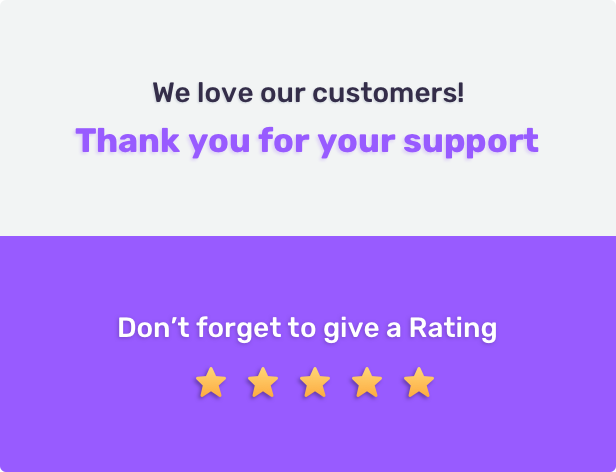 We love our customers!
Thank you for your support
Don’t forget to give a Rating